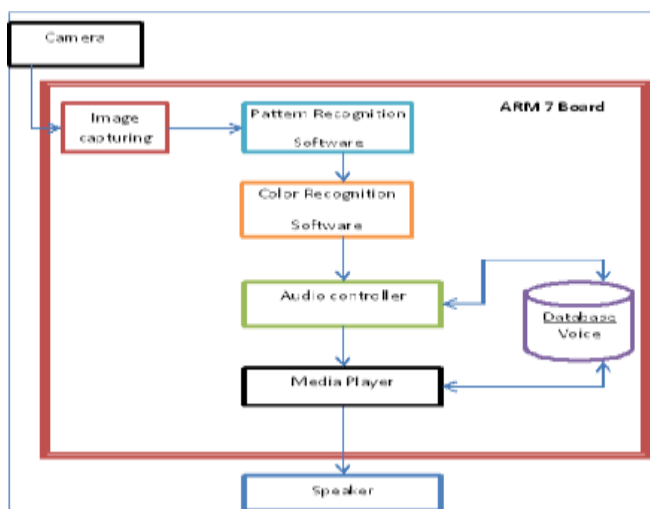 Camera
ARM 7 Board
Image
capturing
Pattern Recognition
Software
Color Recognition
Software
Audio controller
Database
Voice
Media Player
Speaker